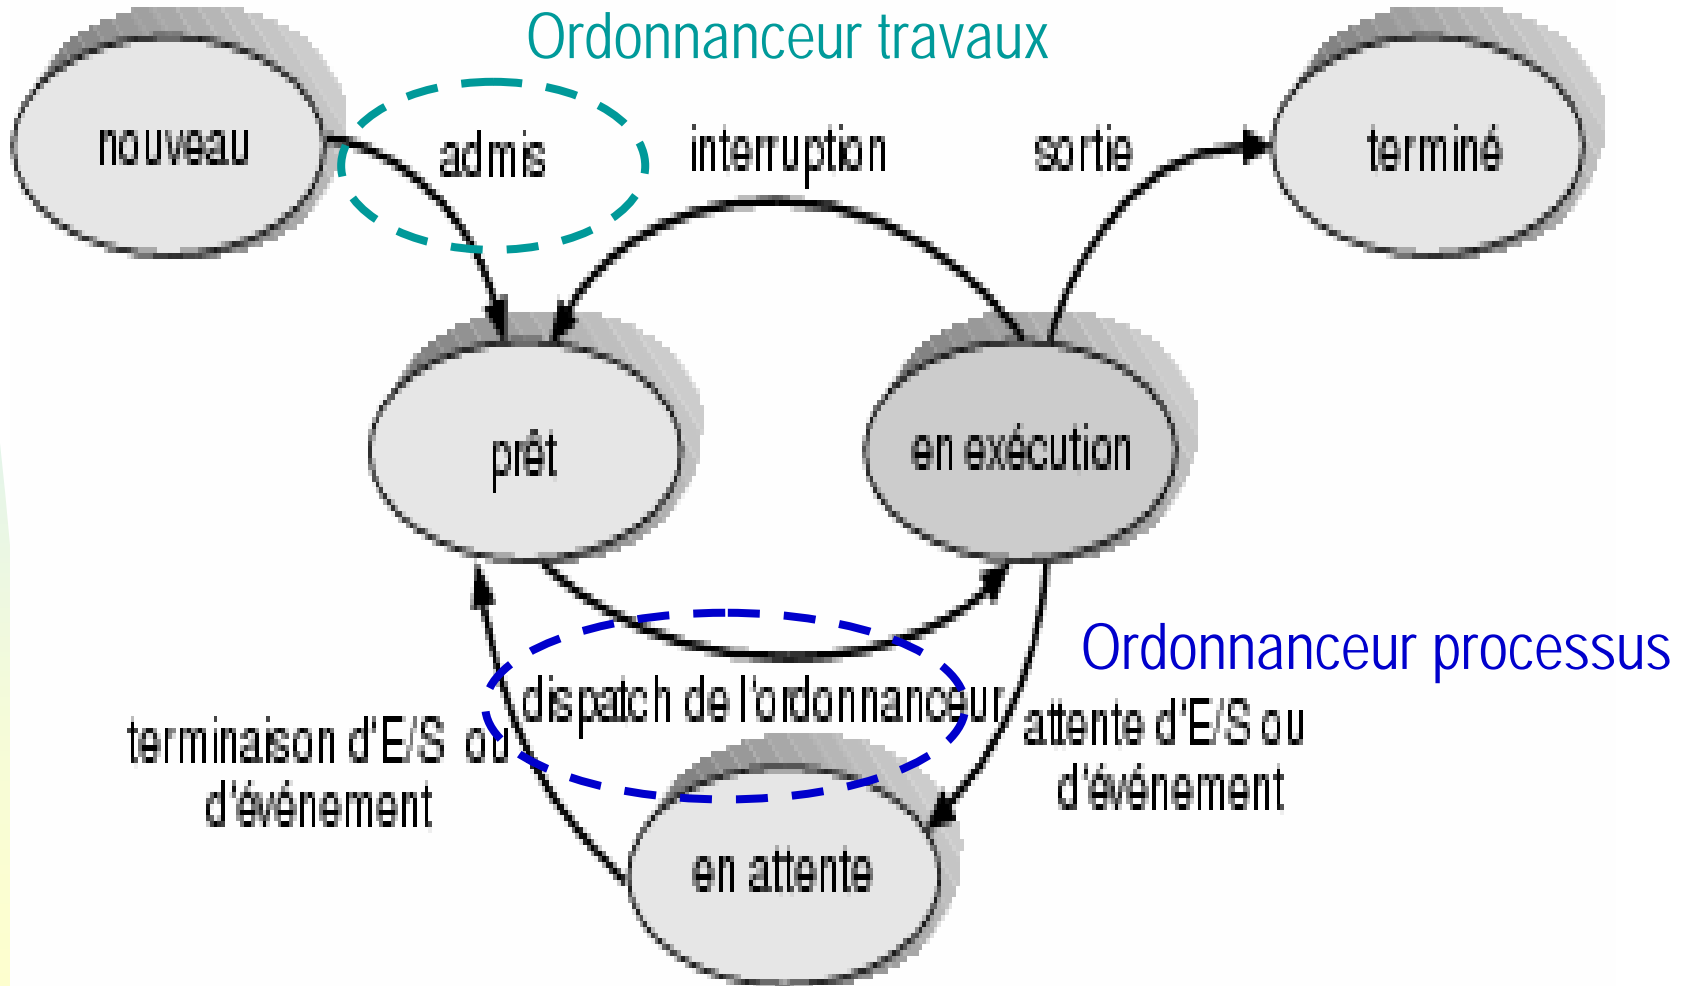 Ordonnanceur travaux
nouveau
admis
interruption
sortie
terminé
prêt
en exécution
Ordonnanceur processus
dispatch de l'ordonnanceur
terminaison d'E/S ou
d'événement
attente d'E/S ou
d'événement
en attente